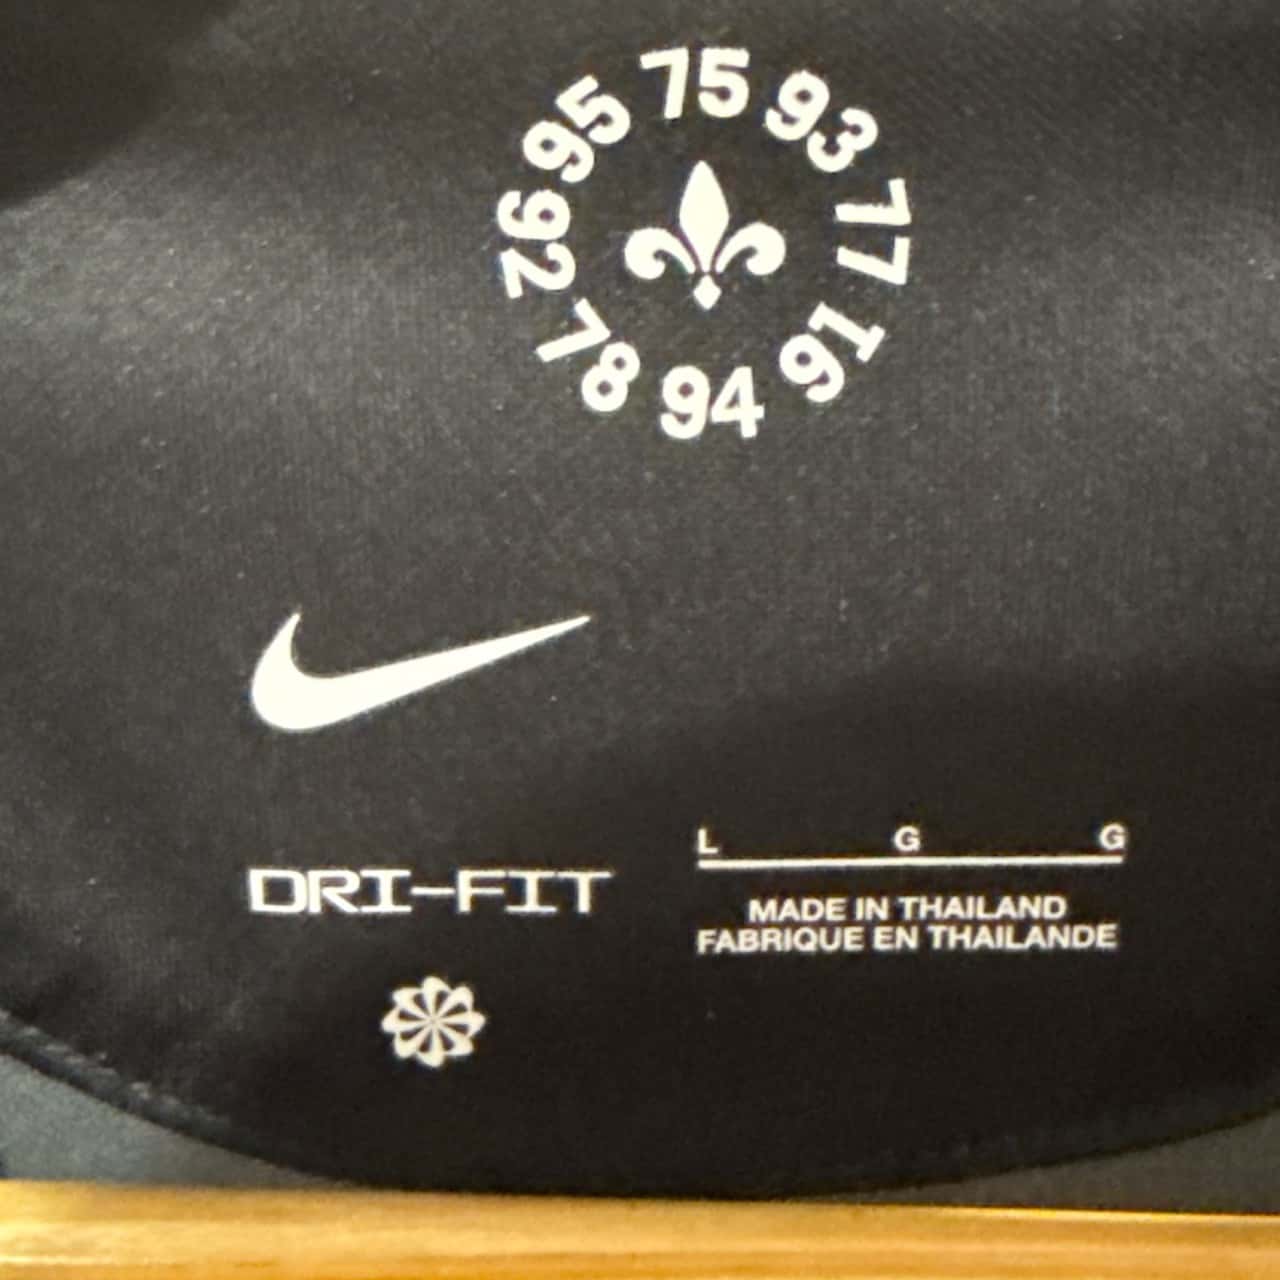 75
93
77
91
94
78
92
95
DRI-FIT
L G G
MADE IN THAILAND
FABRIQUE EN THAILANDE